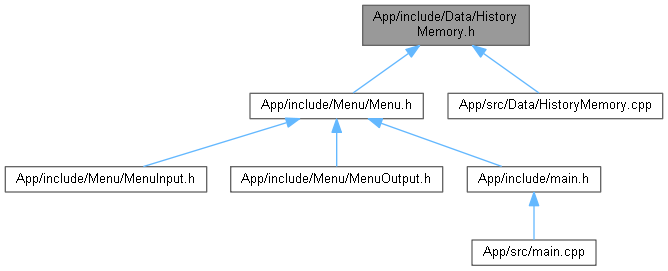 App/include/Data/History
Memory.h
App/include/Menu/Menu.h
App/src/Data/HistoryMemory.cpp
App/include/Menu/MenuInput.h
App/include/Menu/MenuOutput.h
App/include/main.h
App/src/main.cpp